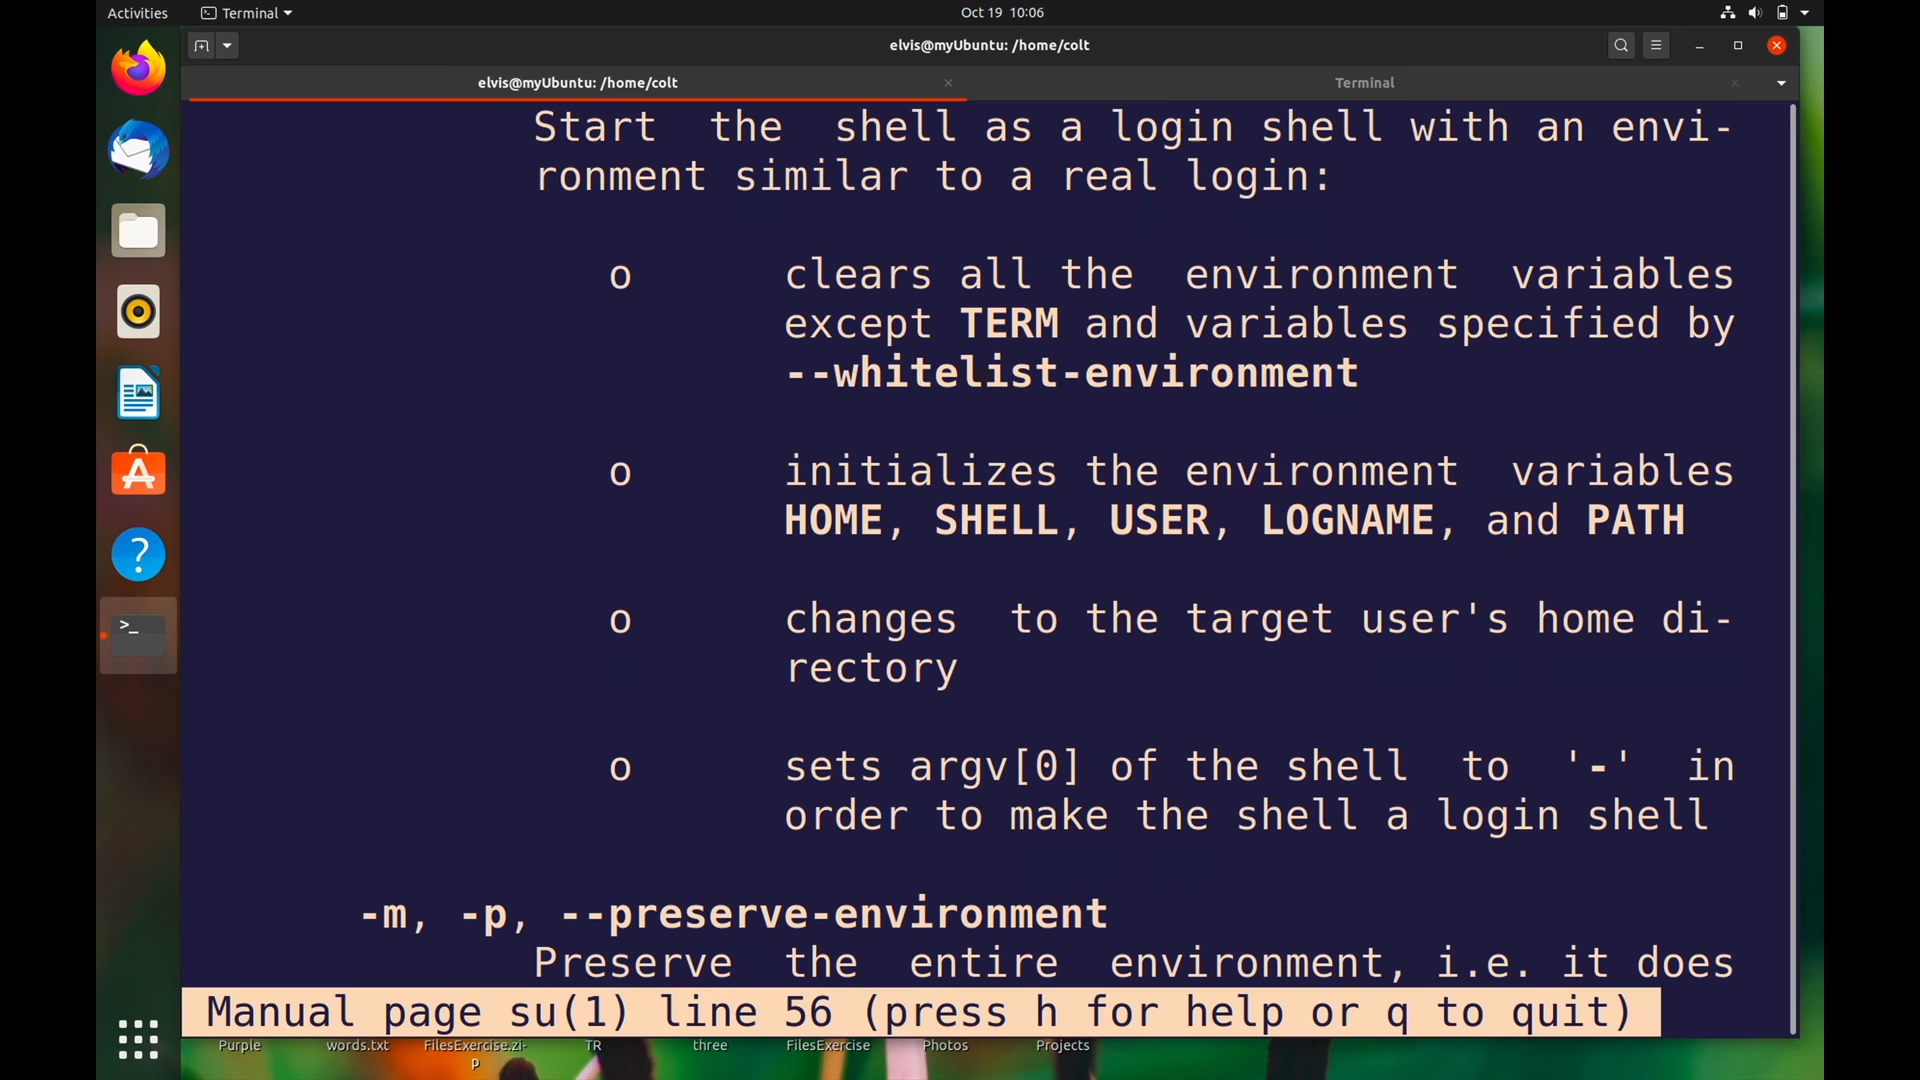 Activities
Terminal
Oct 19 10:06
elvis@myUbuntu: /home/colt
elvis@myUbuntu: /home/colt
Terminal
Start the shell as a login shell with an envi-
ronment similar to a real login:
o clears all the environment variables
except TERM and variables specified by
--whitelist-environment
o initializes the environment variables
HOME, SHELL, USER, LOGNAME, and PATH
o changes to the target user's home di-
rectory
o sets argv[0] of the shell to '-' in
order to make the shell a login shell
-m, -p, --preserve-environment
Preserve the entire environment, i.e. it does
Manual page su(1) line 56 (press h for help or q to quit)
Purple
words.txt
FilesExercise.zi-
p
TR
three
FilesExercise
Photos
Projects